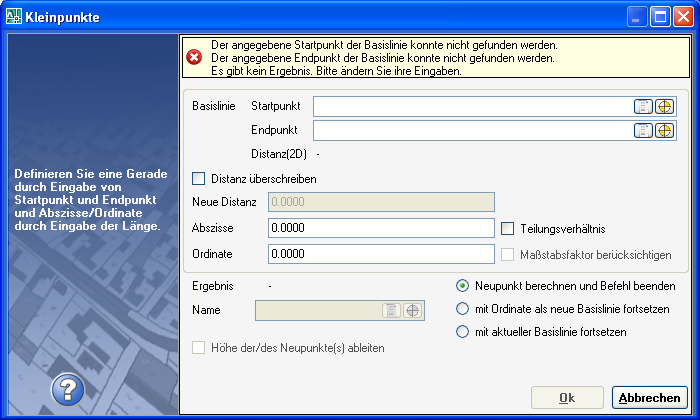 Kleinpunkte
Der angegebene Startpunkt der Basislinie konnte nicht gefunden werden.
Der angegebene Endpunkt der Basislinie konnte nicht gefunden werden.
Es gibt kein Ergebnis. Bitte ändern Sie ihre Eingaben.
Definieren Sie eine Gerade
durch Eingabe von
Startpunkt und Endpunkt
und Abszisse/Ordinate
durch Eingabe der Länge.
Basislinie Startpunkt
Endpunkt
Distanz(2D) -
Distanz überschreiben
Neue Distanz 0.0000
Abszisse 0.0000 Teilungsverhältnis
Ordinate 0.0000 Maßstabsfaktor berücksichtigen
Ergebnis - Neupunkt berechnen und Befehl beenden
Name mit Ordinate als neue Basislinie fortsetzen
mit aktueller Basislinie fortsetzen
Höhe der/des Neupunkte(s) ableiten
?
Ok Abbrechen